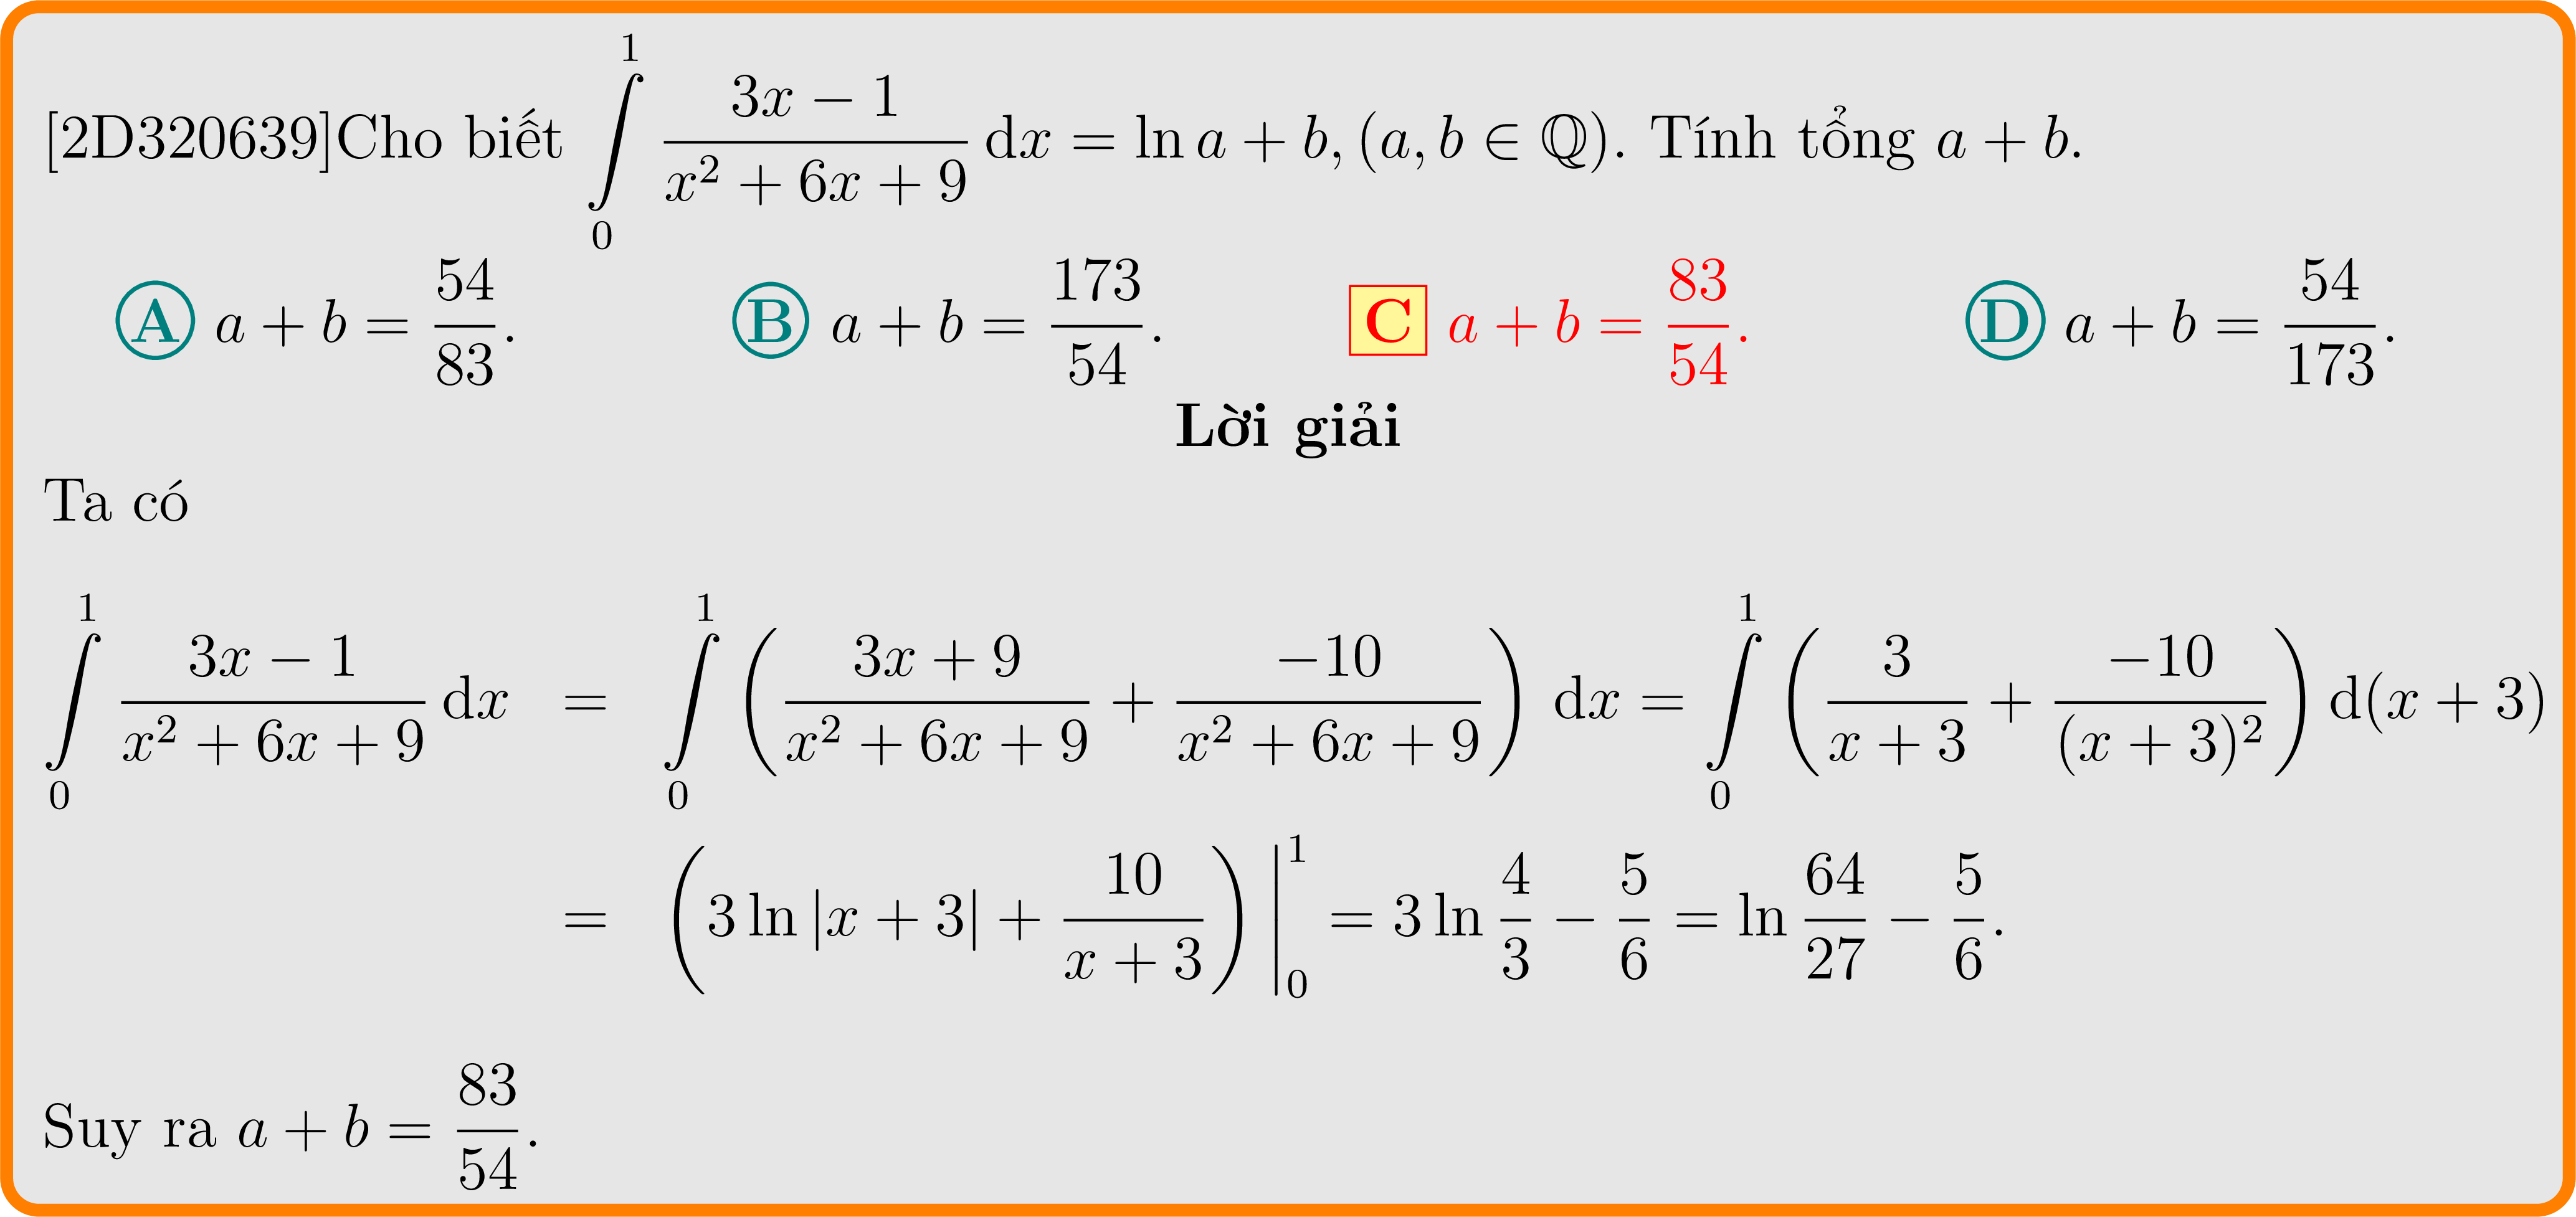 [2D320639]Cho biết $\int\limits_0^1 \frac{3x-1}{x^2+6x+9}\,\mathrm{d}x = \ln a + b, (a, b \in \mathbb{Q})$. Tính tổng $a+b$.
Ⓐ $a+b = \frac{54}{83}$. Ⓑ $a+b = \frac{173}{54}$. C $a+b = \frac{83}{54}$. Ⓓ $a+b = \frac{54}{173}$.
Lời giải
Ta có
$\int\limits_0^1 \frac{3x-1}{x^2+6x+9}\,\mathrm{d}x = \int\limits_0^1 \left(\frac{3x+9}{x^2+6x+9} + \frac{-10}{x^2+6x+9}\right)\,\mathrm{d}x = \int\limits_0^1 \left(\frac{3}{x+3} + \frac{-10}{(x+3)^2}\right)\mathrm{d}(x+3)$
$= \left(3\ln|x+3| + \frac{10}{x+3}\right)\Big|_0^1 = 3\ln\frac{4}{3} - \frac{5}{6} = \ln\frac{64}{27} - \frac{5}{6}.$
Suy ra $a+b = \frac{83}{54}$.